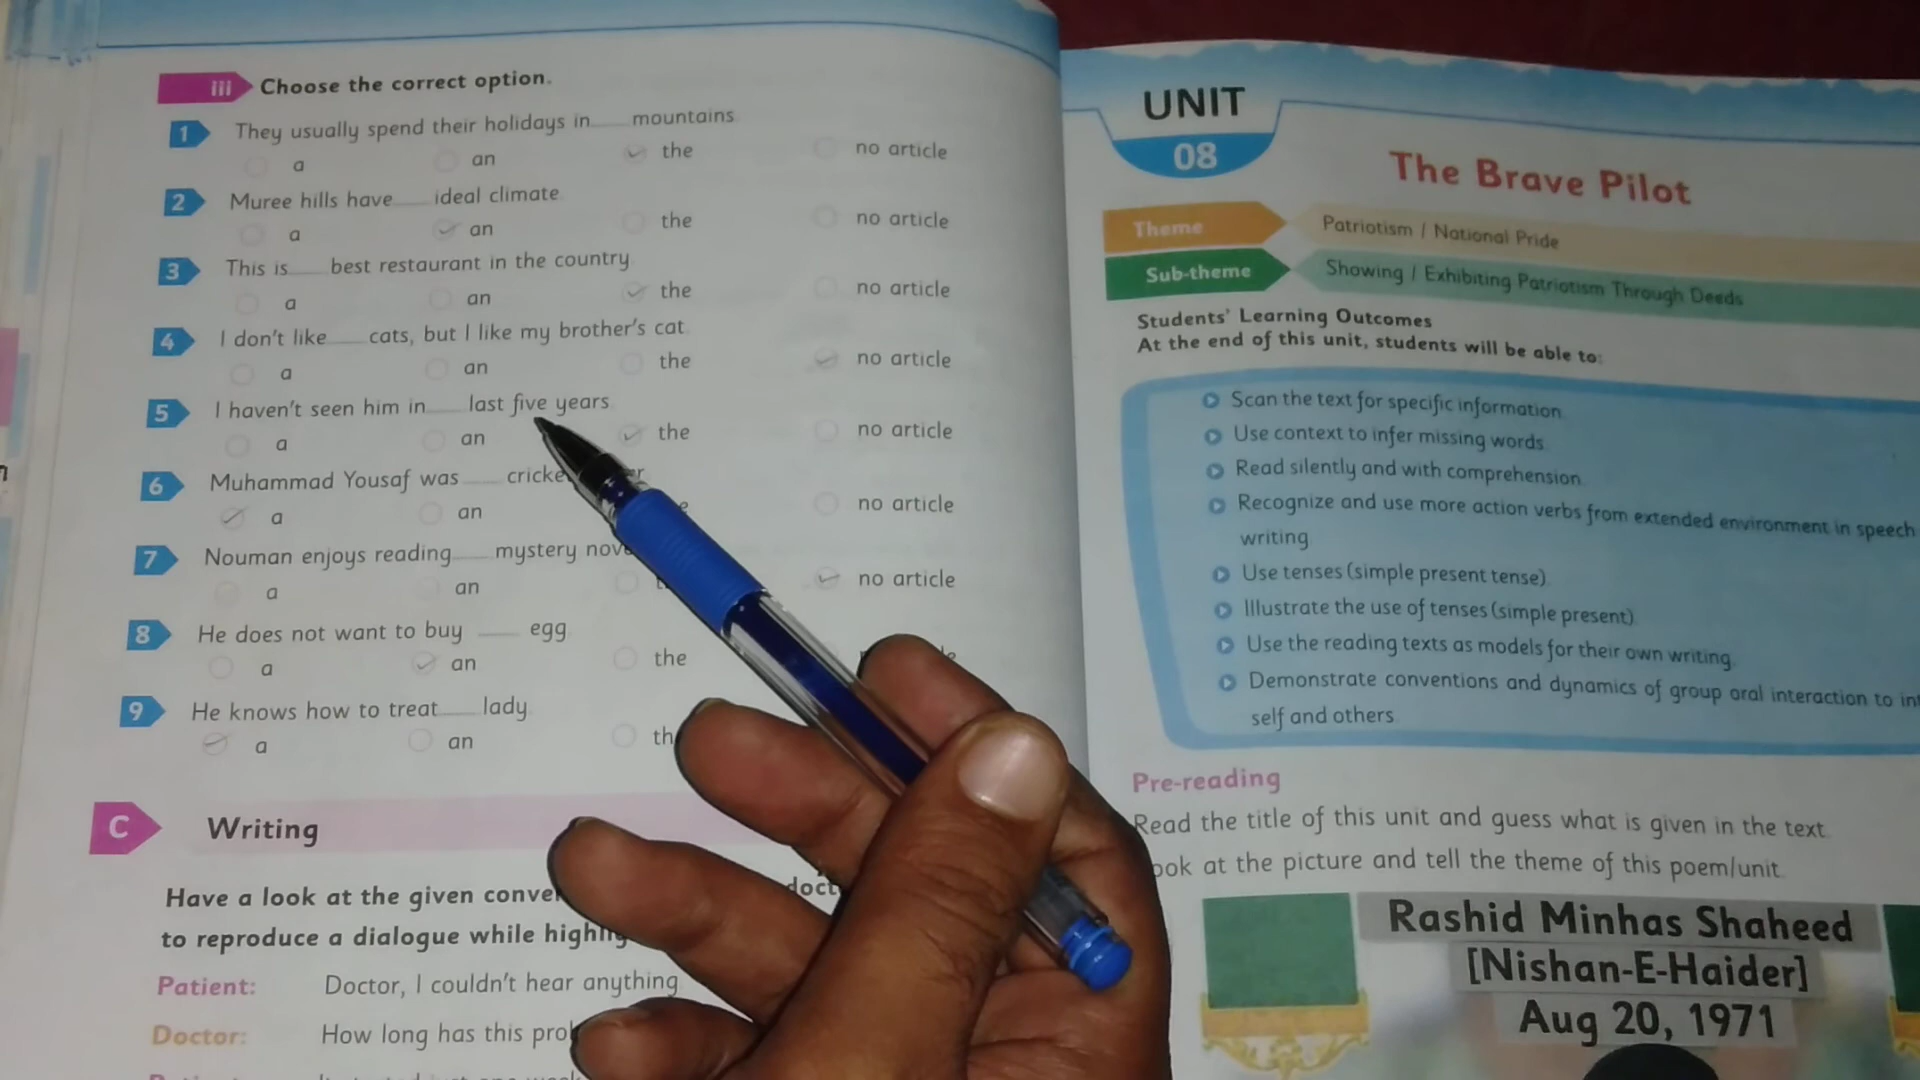 iii Choose the correct option.
1 They usually spend their holidays in___ mountains
a an the no article
2 Muree hills have___ ideal climate
a an the no article
3 This is___ best restaurant in the country
a an the no article
4 I don't like___ cats, but I like my brother's cat
a an the no article
5 I haven't seen him in___ last five years
a an the no article
6 Muhammad Yousaf was___
a an no article
7 Nouman enjoys reading___ mystery
a an no article
8 He does not want to buy ___ egg
a an the
9 He knows how to treat___ lady
a an
C Writing
Have a look at the given
to reproduce a dialogue while
Patient: Doctor, I couldn't hear anything
Doctor: How long has this
UNIT
08
The Brave Pilot
Theme Patriotism / National Pride
Sub-theme Showing / Exhibiting Patriotism Through Deeds
Students' Learning Outcomes
At the end of this unit, students will be able to:
Scan the text for specific information
Use context to infer missing words
Read silently and with comprehension
Recognize and use more action verbs from extended environment in speech
writing
Use tenses (simple present tense)
Illustrate the use of tenses (simple present)
Use the reading texts as models for their own writing
Demonstrate conventions and dynamics of group oral interaction to
self and others
Pre-reading
Read the title of this unit and guess what is given in the text
at the picture and tell the theme of this poem/unit
Rashid Minhas Shaheed
[Nishan-E-Haider]
Aug 20, 1971